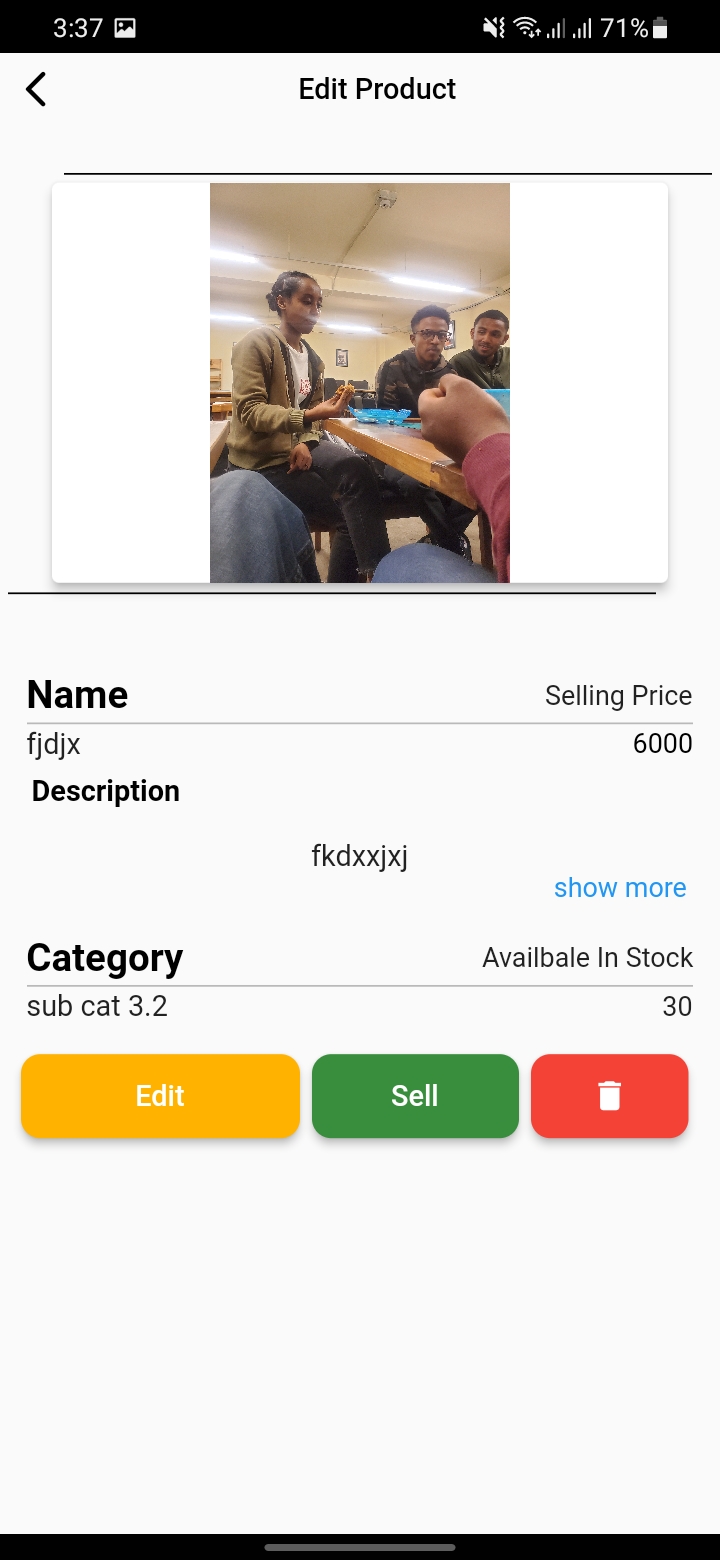 3:37 71%
Edit Product
Name Selling Price
fjdjx 6000
Description
fkdxxjxj
show more
Category Availbale In Stock
sub cat 3.2 30
Edit Sell